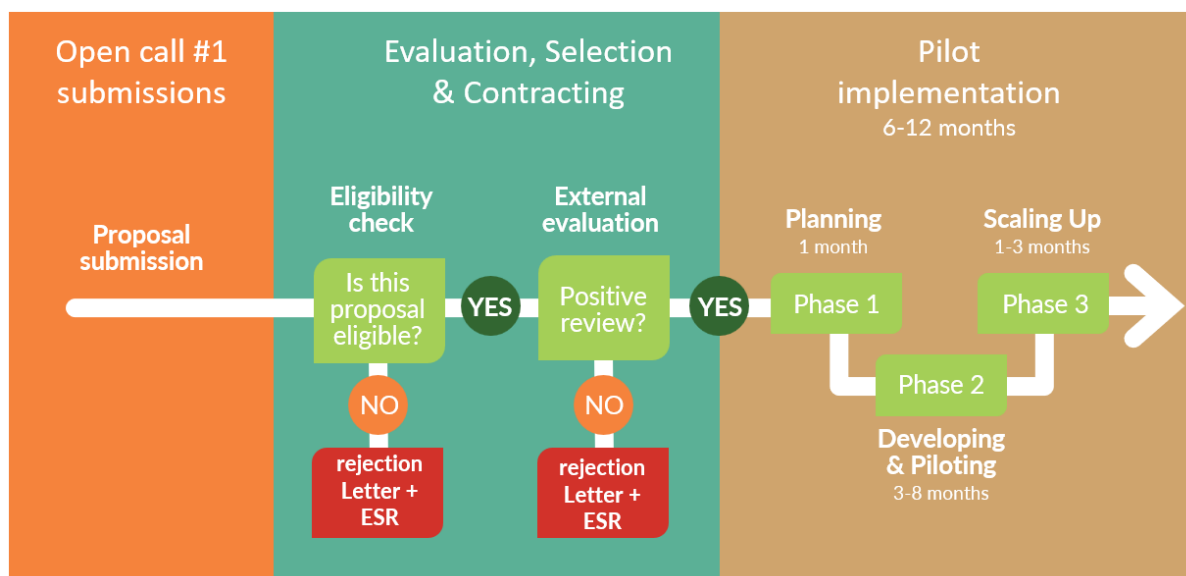 Open call #1
submissions
Evaluation, Selection
& Contracting
Pilot
implementation
6-12 months
Proposal
submission
Eligibility
check
Is this
proposal
eligible?
YES
NO
rejection
Letter +
ESR
External
evaluation
Positive
review?
YES
NO
rejection
Letter +
ESR
Planning
1 month
Phase 1
Phase 2
Developing
& Piloting
3-8 months
Scaling Up
1-3 months
Phase 3